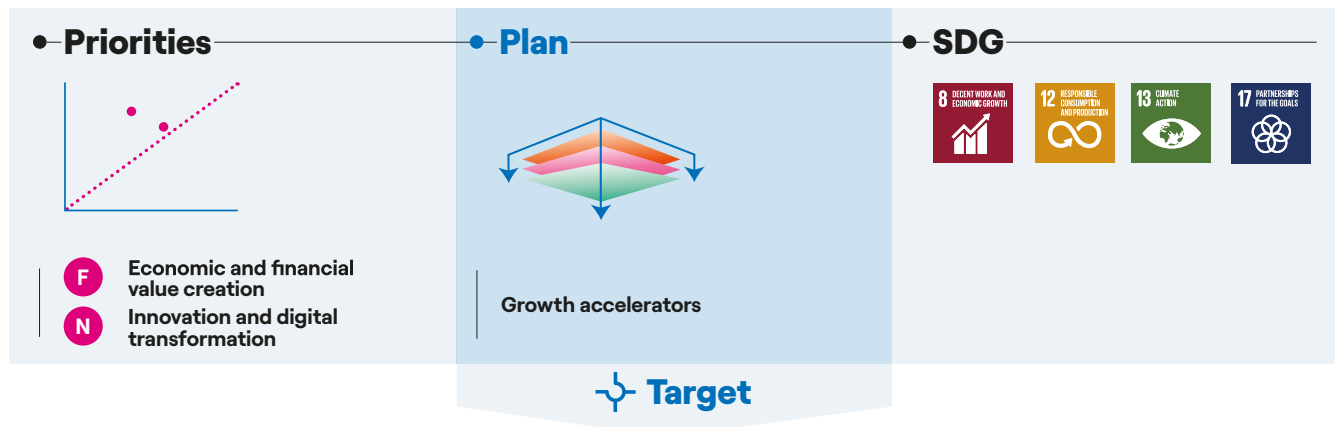 Priorities
Plan
SDG
8 DECENT WORK AND
ECONOMIC GROWTH
12 RESPONSIBLE
CONSUMPTION
AND PRODUCTION
13 CLIMATE
ACTION
17 PARTNERSHIPS
FOR THE GOALS
F Economic and financial
value creation
N Innovation and digital
transformation
Growth accelerators
Target